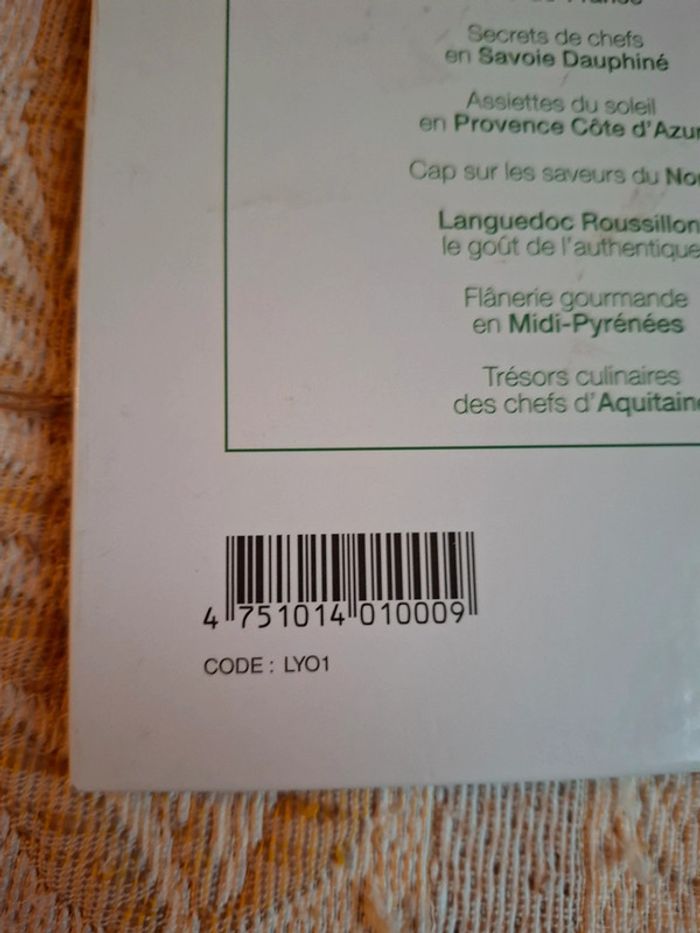 Secrets de chefs
en Savoie Dauphiné
Assiettes du soleil
en Provence Côte d'Azur
Cap sur les saveurs du
Languedoc Roussillon
le goût de l'authentique
Flânerie gourmande
en Midi-Pyrénées
Trésors culinaires
des chefs d'Aquitaine
4 751014 010009
CODE : LYO1